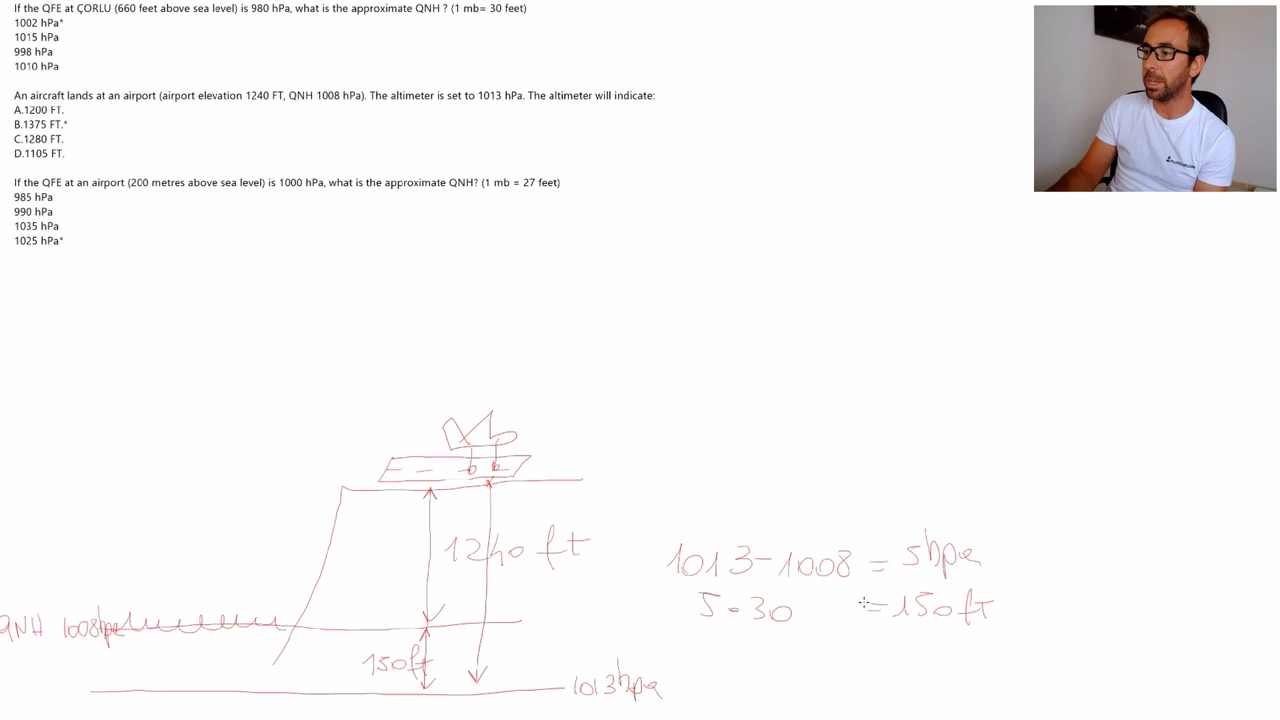 If the QFE at ÇORLU (660 feet above sea level) is 980 hPa, what is the approximate QNH ? (1 mb= 30 feet)
1002 hPa*
1015 hPa
998 hPa
1010 hPa
An aircraft lands at an airport (airport elevation 1240 FT, QNH 1008 hPa). The altimeter is set to 1013 hPa. The altimeter will indicate:
A.1200 FT.
B.1375 FT.*
C.1280 FT.
D.1105 FT.
If the QFE at an airport (200 metres above sea level) is 1000 hPa, what is the approximate QNH? (1 mb = 27 feet)
985 hPa
990 hPa
1035 hPa
1025 hPa*
1240 ft
1013-1008 = 5hpa
5.30 =150ft
QNH 1008hpa
150ft
1013hpa